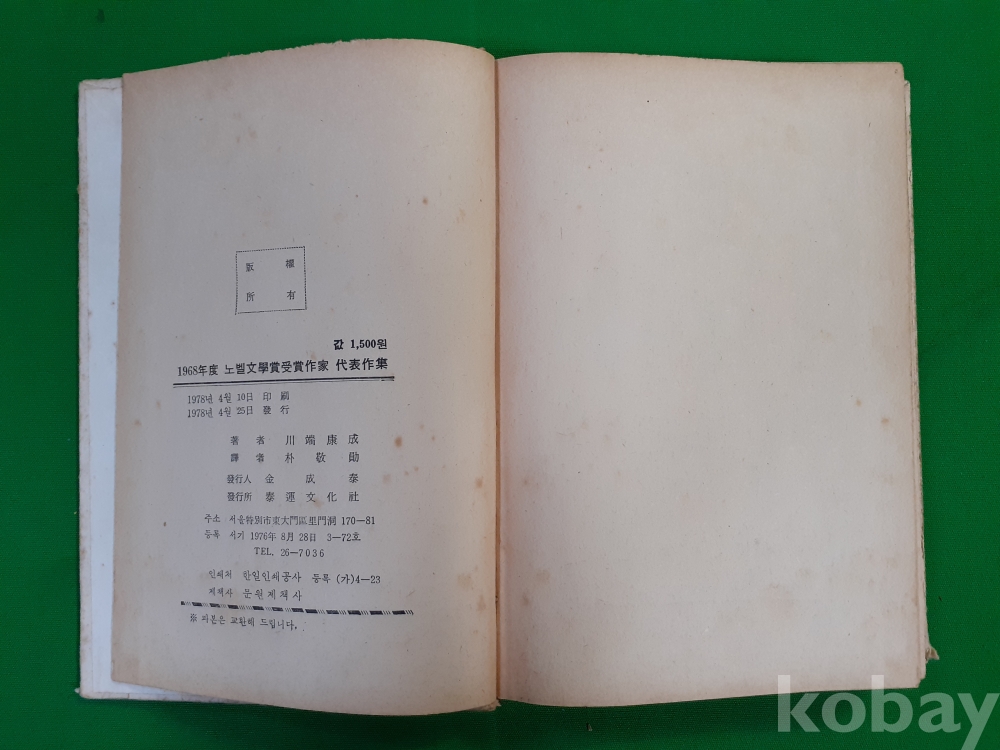 版權
所有
값 1,500원
1968年度 노벨文學賞受賞作家 代表作集
1978년 4월 10日 印刷
1978년 4월 25日 發行
著者 川端康成
譯者 朴敬勛
發行人 金成泰
發行所 泰運文化社
주소 서울特別市東大門區里門洞 170—81
등록 서기 1976年 8月 28日 3—72호
TEL. 26—7036
인쇄처 한일인쇄공사 등록 (가)4—23
제책사 문원제책사
※ 파본은 교환해 드립니다.
kobay